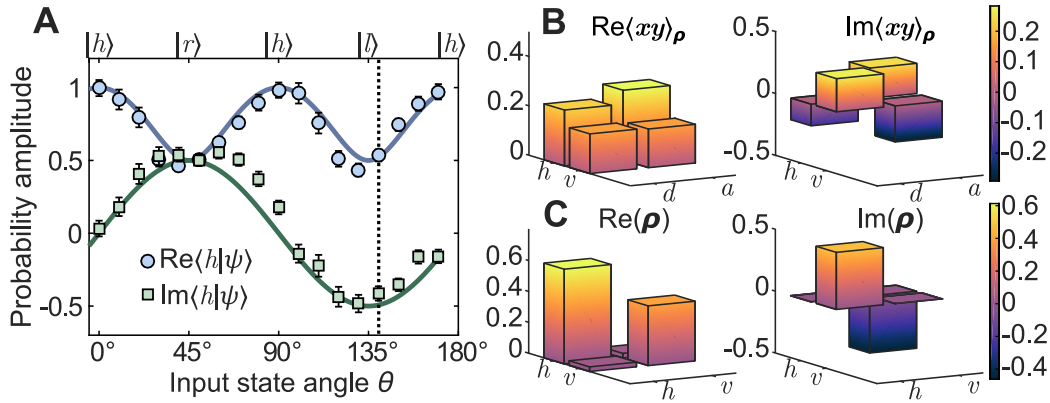 A
|h⟩ |r⟩ |h⟩ |l⟩ |h⟩
Probability amplitude
1
0.5
0
-0.5
Re⟨h|ψ⟩
Im⟨h|ψ⟩
0 45 90 135 180°
Input state angle θ
B
Re⟨xy⟩ρ
0.4
0.2
0
h v d a
Im⟨xy⟩ρ
0.5
0
-0.5
h v d a
0.2
0.1
0
-0.1
-0.2
C
Re(ρ)
0.6
0.4
0.2
0
h v h v
Im(ρ)
0.5
0
-0.5
h v h v
0.6
0.4
0.2
0
-0.2
-0.4